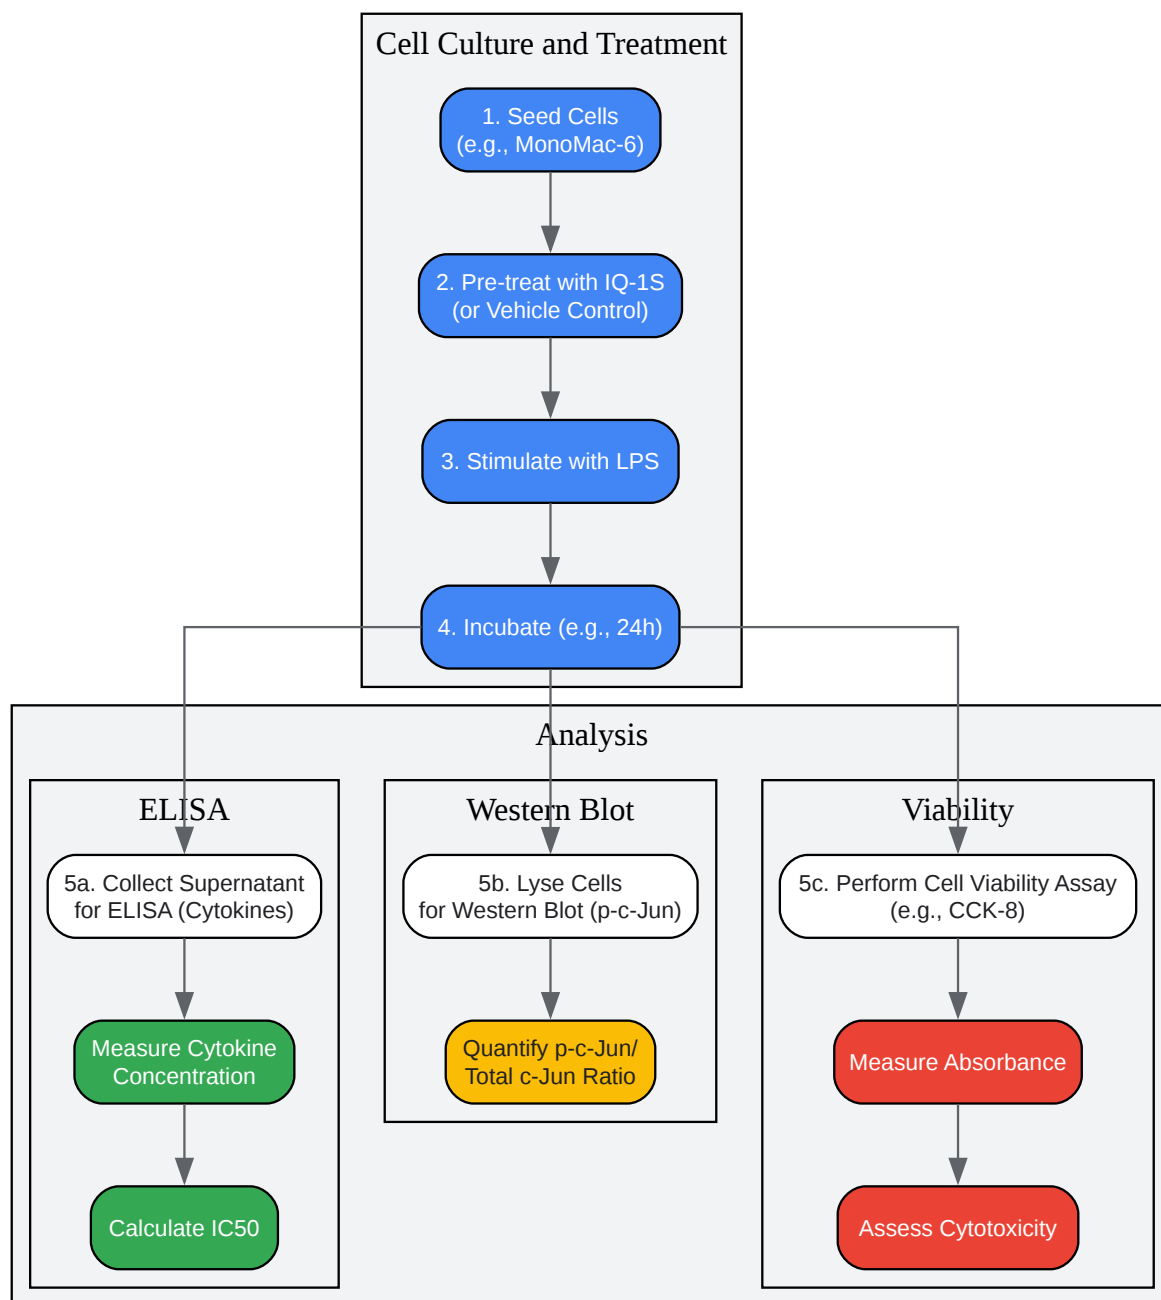 Cell Culture and Treatment
1. Seed Cells
(e.g., MonoMac-6)
2. Pre-treat with IQ-1S
(or Vehicle Control)
3. Stimulate with LPS
4. Incubate (e.g., 24h)
Analysis
ELISA
5a. Collect Supernatant
for ELISA (Cytokines)
Measure Cytokine
Concentration
Calculate IC50
Western Blot
5b. Lyse Cells
for Western Blot (p-c-Jun)
Quantify p-c-Jun/
Total c-Jun Ratio
Viability
5c. Perform Cell Viability Assay
(e.g., CCK-8)
Measure Absorbance
Assess Cytotoxicity